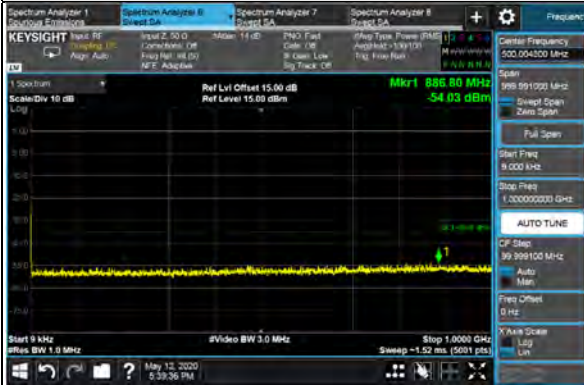 Spectrum Analyzer 1
Spurious Emissions
Spectrum Analyzer 6
Swept SA
Spectrum Analyzer 7
Swept SA
Spectrum Analyzer 8
Swept SA
+
Frequency
KEYSIGHT
Input: RF
Coupling: DC
Align: Auto
Input Z: 50 Ω
Corrections: Off
Freq Ref: Int (S)
NFE: Adaptive
#Atten: 14 dB
PNO: Fast
Gate: Off
IF Gain: Low
Sig Track: Off
#Avg Type: Power (RMS)
Avg|Hold: >100/100
Trig: Free Run
LM
1 Spectrum
Scale/Div 10 dB
Log
Ref Lvl Offset 15.00 dB
Ref Level 15.00 dBm
Mkr1 886.80 MHz
-54.03 dBm
1
Start 9 kHz
#Res BW 1.0 MHz
#Video BW 3.0 MHz
Stop 1.0000 GHz
Sweep ~1.52 ms (5001 pts)
May 12, 2020
5:39:36 PM
?
Center Frequency
500.004500 MHz
Span
999.991000 MHz
Swept Span
Zero Span
Full Span
Start Freq
9.000 kHz
Stop Freq
1.000000000 GHz
AUTO TUNE
CF Step
99.999100 MHz
Auto
Man
Freq Offset
0 Hz
X Axis Scale
Log
Lin